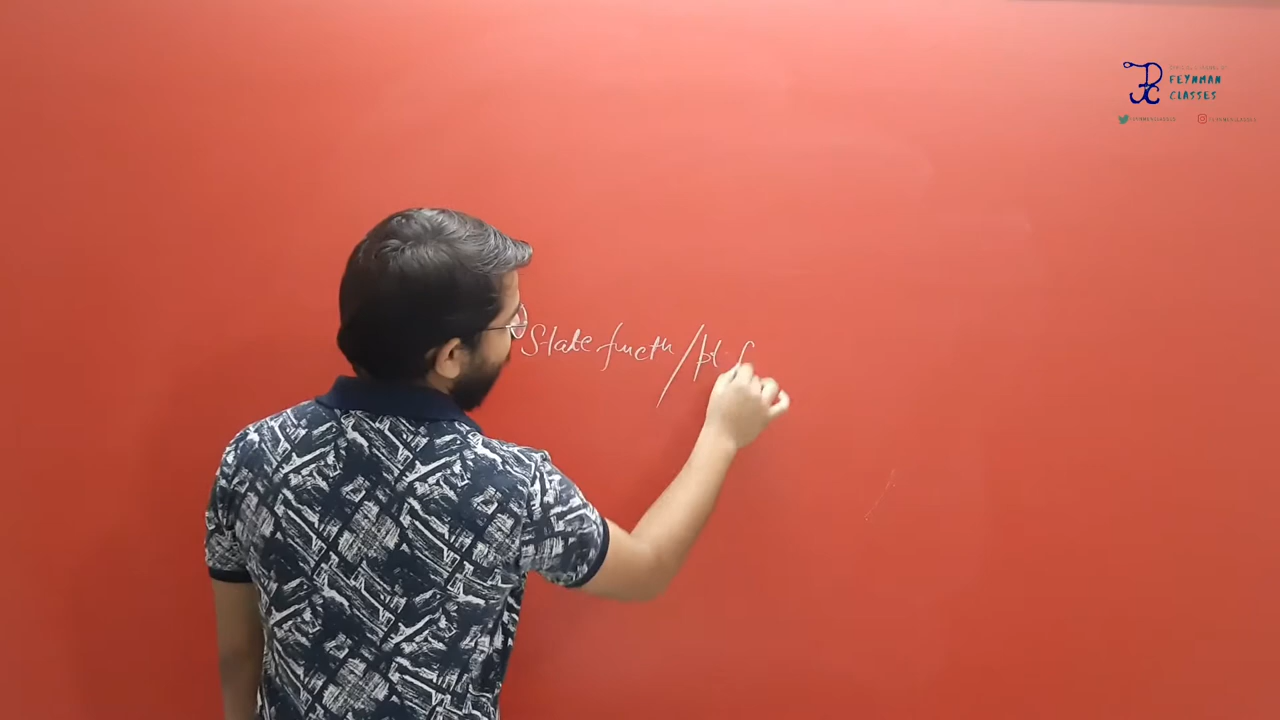 FEYNMAN
CLASSES
State functn / pt. f